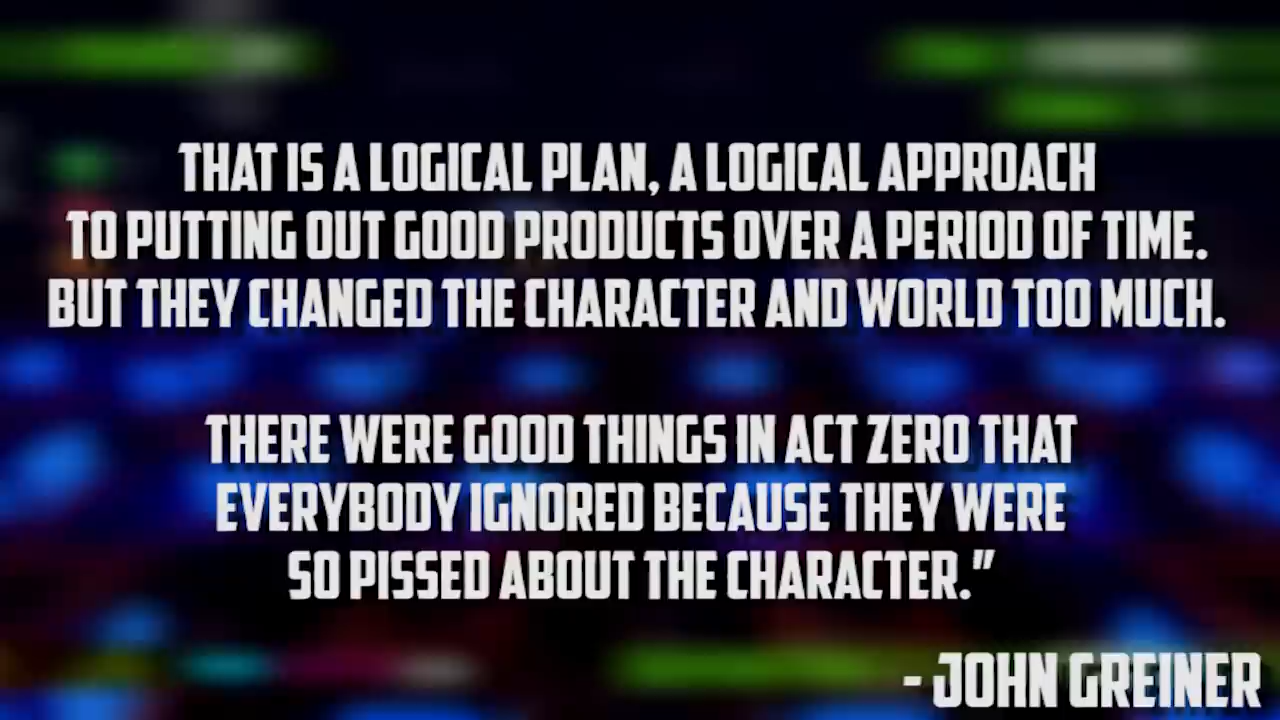 THAT IS A LOGICAL PLAN, A LOGICAL APPROACH
TO PUTTING OUT GOOD PRODUCTS OVER A PERIOD OF TIME.
BUT THEY CHANGED THE CHARACTER AND WORLD TOO MUCH.
THERE WERE GOOD THINGS IN ACT ZERO THAT
EVERYBODY IGNORED BECAUSE THEY WERE
SO PISSED ABOUT THE CHARACTER."
- JOHN GREINER